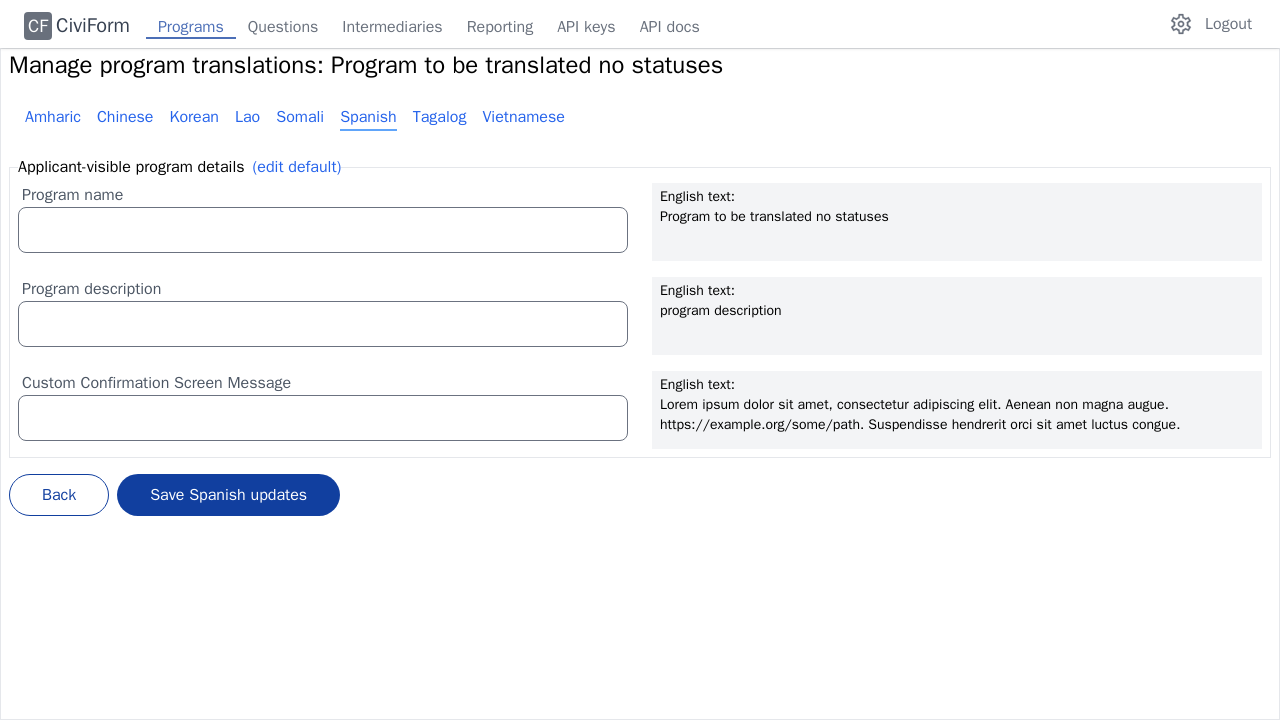 CF CiviForm Programs Questions Intermediaries Reporting API keys API docs Logout
Manage program translations: Program to be translated no statuses
Amharic Chinese Korean Lao Somali Spanish Tagalog Vietnamese
Applicant-visible program details (edit default)
Program name
English text:
Program to be translated no statuses
Program description
English text:
program description
Custom Confirmation Screen Message
English text:
Lorem ipsum dolor sit amet, consectetur adipiscing elit. Aenean non magna augue.
https://example.org/some/path. Suspendisse hendrerit orci sit amet luctus congue.
Back Save Spanish updates